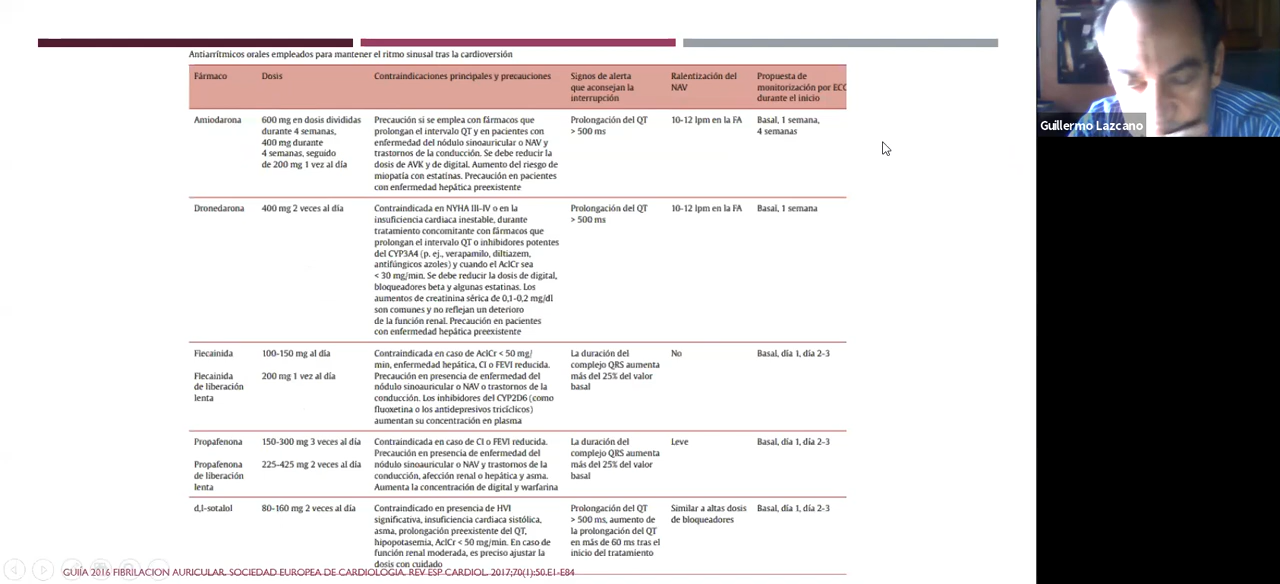 Antiarrítmicos orales empleados para mantener el ritmo sinusal tras la cardioversión
Fármaco
Dosis
Contraindicaciones principales y precauciones
Signos de alerta
que aconsejan la
interrupción
Ralentización del
NAV
Propuesta de
monitorización por ECG
durante el inicio
Amiodarona
600 mg en dosis divididas
durante 4 semanas,
400 mg durante
4 semanas, seguido
de 200 mg 1 vez al día
Precaución si se emplea con fármacos que
prolongan el intervalo QT y en pacientes con
enfermedad del nódulo sinoauricular o NAV y
trastornos de la conducción. Se debe reducir la
dosis de AVK y de digital. Aumento del riesgo de
miopatía con estatinas. Precaución en pacientes
con enfermedad hepática preexistente
Prolongación del QT
> 500 ms
10-12 lpm en la FA
Basal, 1 semana,
4 semanas
Dronedarona
400 mg 2 veces al día
Contraindicada en NYHA III-IV o en la
insuficiencia cardiaca inestable, durante
tratamiento concomitante con fármacos que
prolongan el intervalo QT o inhibidores potentes
del CYP3A4 (p. ej., verapamilo, diltiazem,
antifúngicos azoles) y cuando el AclCr sea
< 30 mg/min. Se debe reducir la dosis de digital,
bloqueadores beta y algunas estatinas. Los
aumentos de creatinina sérica de 0,1-0,2 mg/dl
son comunes y no reflejan un deterioro
de la función renal. Precaución en pacientes
con enfermedad hepática preexistente
Prolongación del QT
> 500 ms
10-12 lpm en la FA
Basal, 1 semana
Flecainida
100-150 mg al día
Flecainida
de liberación
lenta
200 mg 1 vez al día
Contraindicada en caso de AclCr < 50 mg/
min, enfermedad hepática, CI o FEVI reducida.
Precaución en presencia de enfermedad del
nódulo sinoauricular o NAV o trastornos de la
conducción. Los inhibidores del CYP2D6 (como
fluoxetina o los antidepresivos tricíclicos)
aumentan su concentración en plasma
La duración del
complejo QRS aumenta
más del 25% del valor
basal
No
Basal, día 1, día 2-3
Propafenona
150-300 mg 3 veces al día
Propafenona
de liberación
lenta
225-425 mg 2 veces al día
Contraindicada en caso de CI o FEVI reducida.
Precaución en presencia de enfermedad del
nódulo sinoauricular o NAV y trastornos de la
conducción, afección renal o hepática y asma.
Aumenta la concentración de digital y warfarina
La duración del
complejo QRS aumenta
más del 25% del valor
basal
Leve
Basal, día 1, día 2-3
d,l-sotalol
80-160 mg 2 veces al día
Contraindicado en presencia de HVI
significativa, insuficiencia cardiaca sistólica,
asma, prolongación preexistente del QT,
hipopotasemia, AclCr < 50 mg/min. En caso de
función renal moderada, es preciso ajustar la
dosis con cuidado
Prolongación del QT
> 500 ms, aumento de
la prolongación del QT
en más de 60 ms tras el
inicio del tratamiento
Similar a altas dosis
de bloqueadores
Basal, día 1, día 2-3
GUIÍA 2016 FIBRILACION AURICULAR. SOCIEDAD EUROPEA DE CARDIOLOGIA. REV ESP CARDIOL. 2017;70(1):50.E1-E84
Guillermo Lazcano